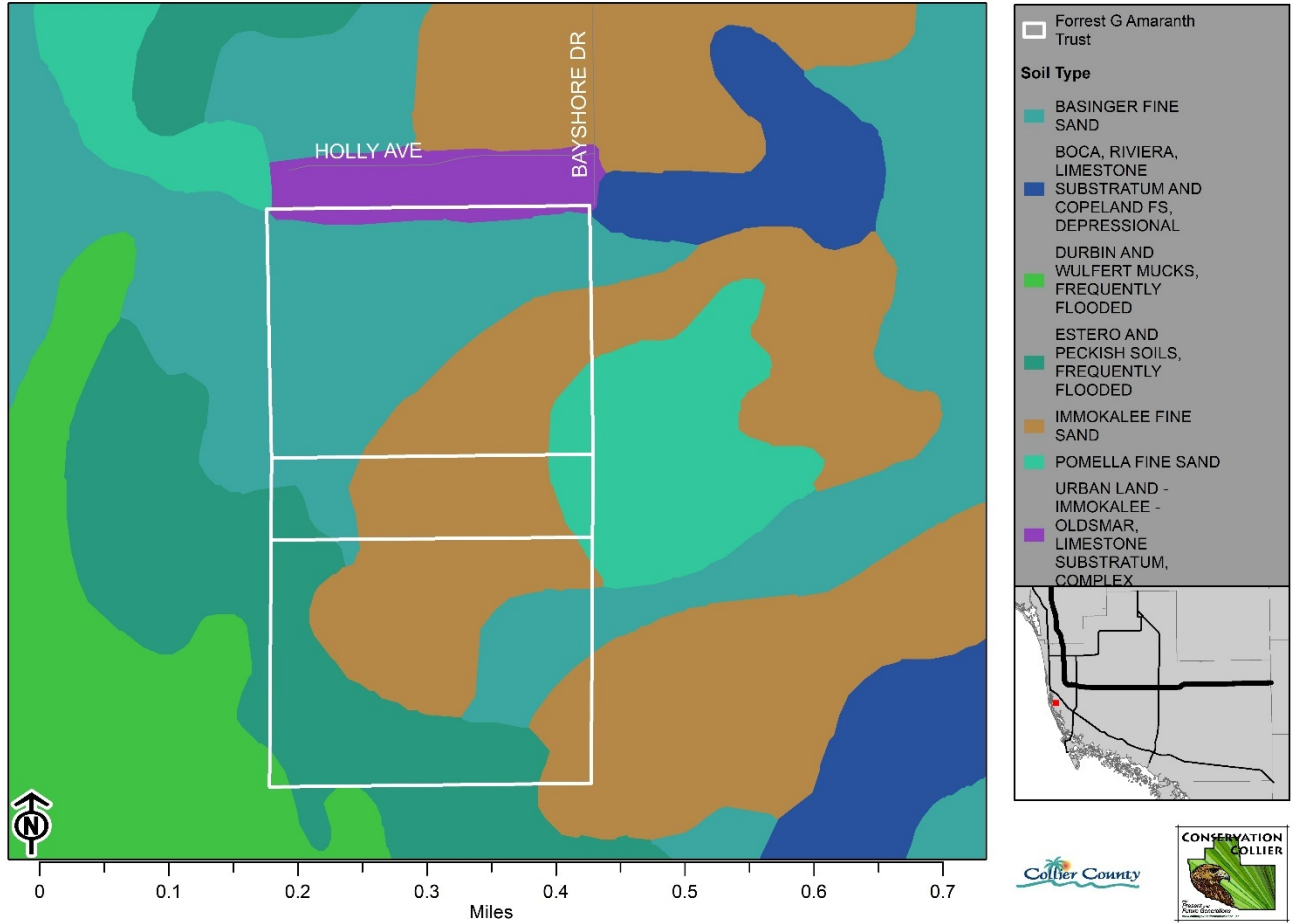 HOLLY AVE
BAYSHORE DR
N
0
0.1
0.2
0.3
0.4
0.5
0.6
0.7
Miles
Forrest G Amaranth
Trust
Soil Type
BASINGER FINE
SAND
BOCA, RIVIERA,
LIMESTONE
SUBSTRATUM AND
COPELAND FS,
DEPRESSIONAL
DURBIN AND
WULFERT MUCKS,
FREQUENTLY
FLOODED
ESTERO AND
PECKISH SOILS,
FREQUENTLY
FLOODED
IMMOKALEE FINE
SAND
POMELLA FINE SAND
URBAN LAND -
IMMOKALEE -
OLDSMAR,
LIMESTONE
SUBSTRATUM,
COMPLEX
Collier County
CONSERVATION
COLLIER
Future Generations